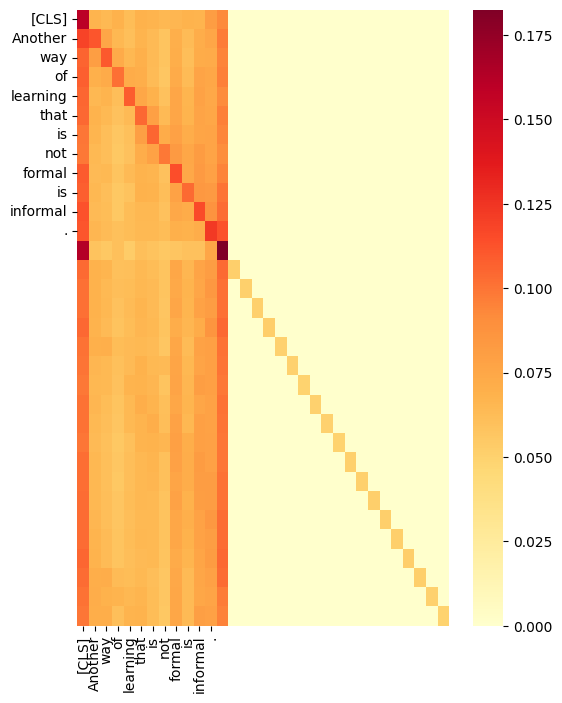 [CLS]
Another
way
of
learning
that
is
not
formal
is
informal
.
[CLS]
Another
way
of
learning
that
is
not
formal
is
informal
.
0.175
0.150
0.125
0.100
0.075
0.050
0.025
0.000